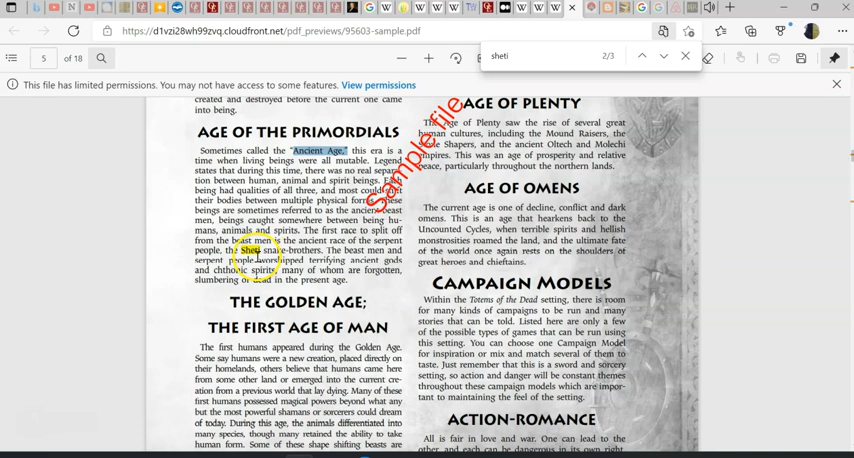 https://d1vzi28wh99zvq.cloudfront.net/pdf_previews/95603-sample.pdf
5 of 18
sheti 2/3
This file has limited permissions. You may not have access to some features. View permissions
Sample file
created and destroyed before the current one came
into being.
AGE OF THE PRIMORDIALS
Sometimes called the "Ancient Age," this era is a
time when living beings were all mutable. Legend
states that during this time, there was no real separa-
tion between human, animal and spirit beings. Each
being had qualities of all three, and most could shift
their bodies between multiple physical forms. These
beings are sometimes referred to as the ancient beast
men, beings caught somewhere between being hu-
mans, animals and spirits. The first race to split off
from the beast men is the ancient race of the serpent
people, the Sheti snake-brothers. The beast men and
serpent people worshipped terrifying ancient gods
and chthonic spirits, many of whom are forgotten,
slumbering or dead in the present age.
THE GOLDEN AGE;
THE FIRST AGE OF MAN
The first humans appeared during the Golden Age.
Some say humans were a new creation, placed directly on
their homelands, others believe that humans came here
from some other land or emerged into the current cre-
ation from a previous world that lay dying. Many of these
first humans possessed magical powers beyond what any
but the most powerful shamans or sorcerers could dream
of today. During this age, the animals differentiated into
many species, though many retained the ability to take
human form. Some of these shape shifting beasts are
AGE OF PLENTY
The Age of Plenty saw the rise of several great
human cultures, including the Mound Raisers, the
Shapers, and the ancient Oltech and Molechi
Empires. This was an age of prosperity and relative
peace, particularly throughout the northern lands.
AGE OF OMENS
The current age is one of decline, conflict and dark
omens. This is an age that hearkens back to the
Uncounted Cycles, when terrible spirits and hellish
monstrosities roamed the land, and the ultimate fate
of the world once again rests on the shoulders of
great heroes and chieftains.
CAMPAIGN MODELS
Within the Totems of the Dead setting, there is room
for many kinds of campaigns to be run and many
stories that can be told. Listed here are only a few
of the possible types of games that can be run using
this setting. You can choose one Campaign Model
for inspiration or mix and match several of them to
taste. Just remember that this is a sword and sorcery
setting, so action and danger will be constant themes
throughout these campaign models which are impor-
tant to maintaining the feel of the setting.
ACTION-ROMANCE
All is fair in love and war. One can lead to the
other, and each can be dangerous in its own right.